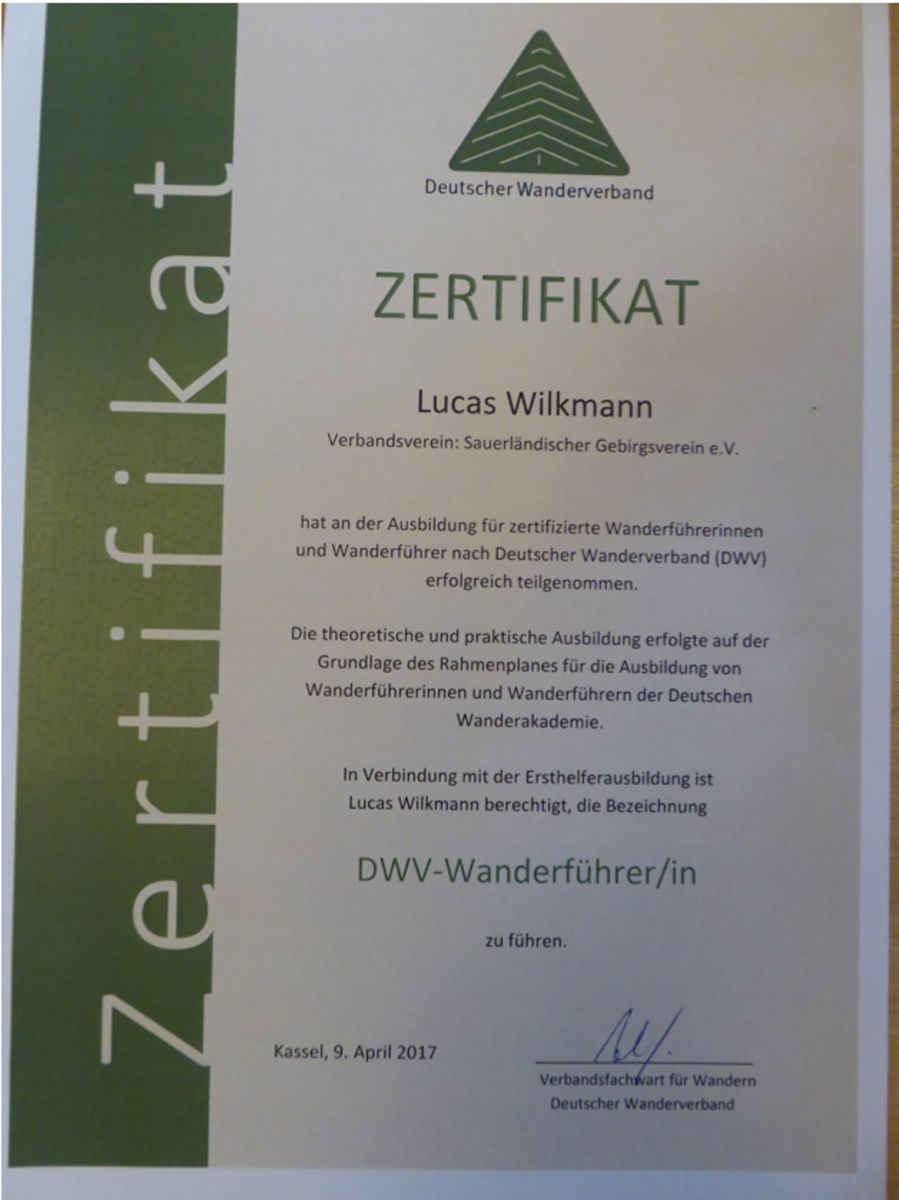 Zertifikat
Deutscher Wanderverband
ZERTIFIKAT
Lucas Wilkmann
Verbandsverein: Sauerländischer Gebirgsverein e.V.
hat an der Ausbildung für zertifizierte Wanderführerinnen
und Wanderführer nach Deutscher Wanderverband (DWV)
erfolgreich teilgenommen.
Die theoretische und praktische Ausbildung erfolgte auf der
Grundlage des Rahmenplanes für die Ausbildung von
Wanderführerinnen und Wanderführern der Deutschen
Wanderakademie.
In Verbindung mit der Ersthelferausbildung ist
Lucas Wilkmann berechtigt, die Bezeichnung
DWV-Wanderführer/in
zu führen.
Kassel, 9. April 2017
Verbandsfachwart für Wandern
Deutscher Wanderverband